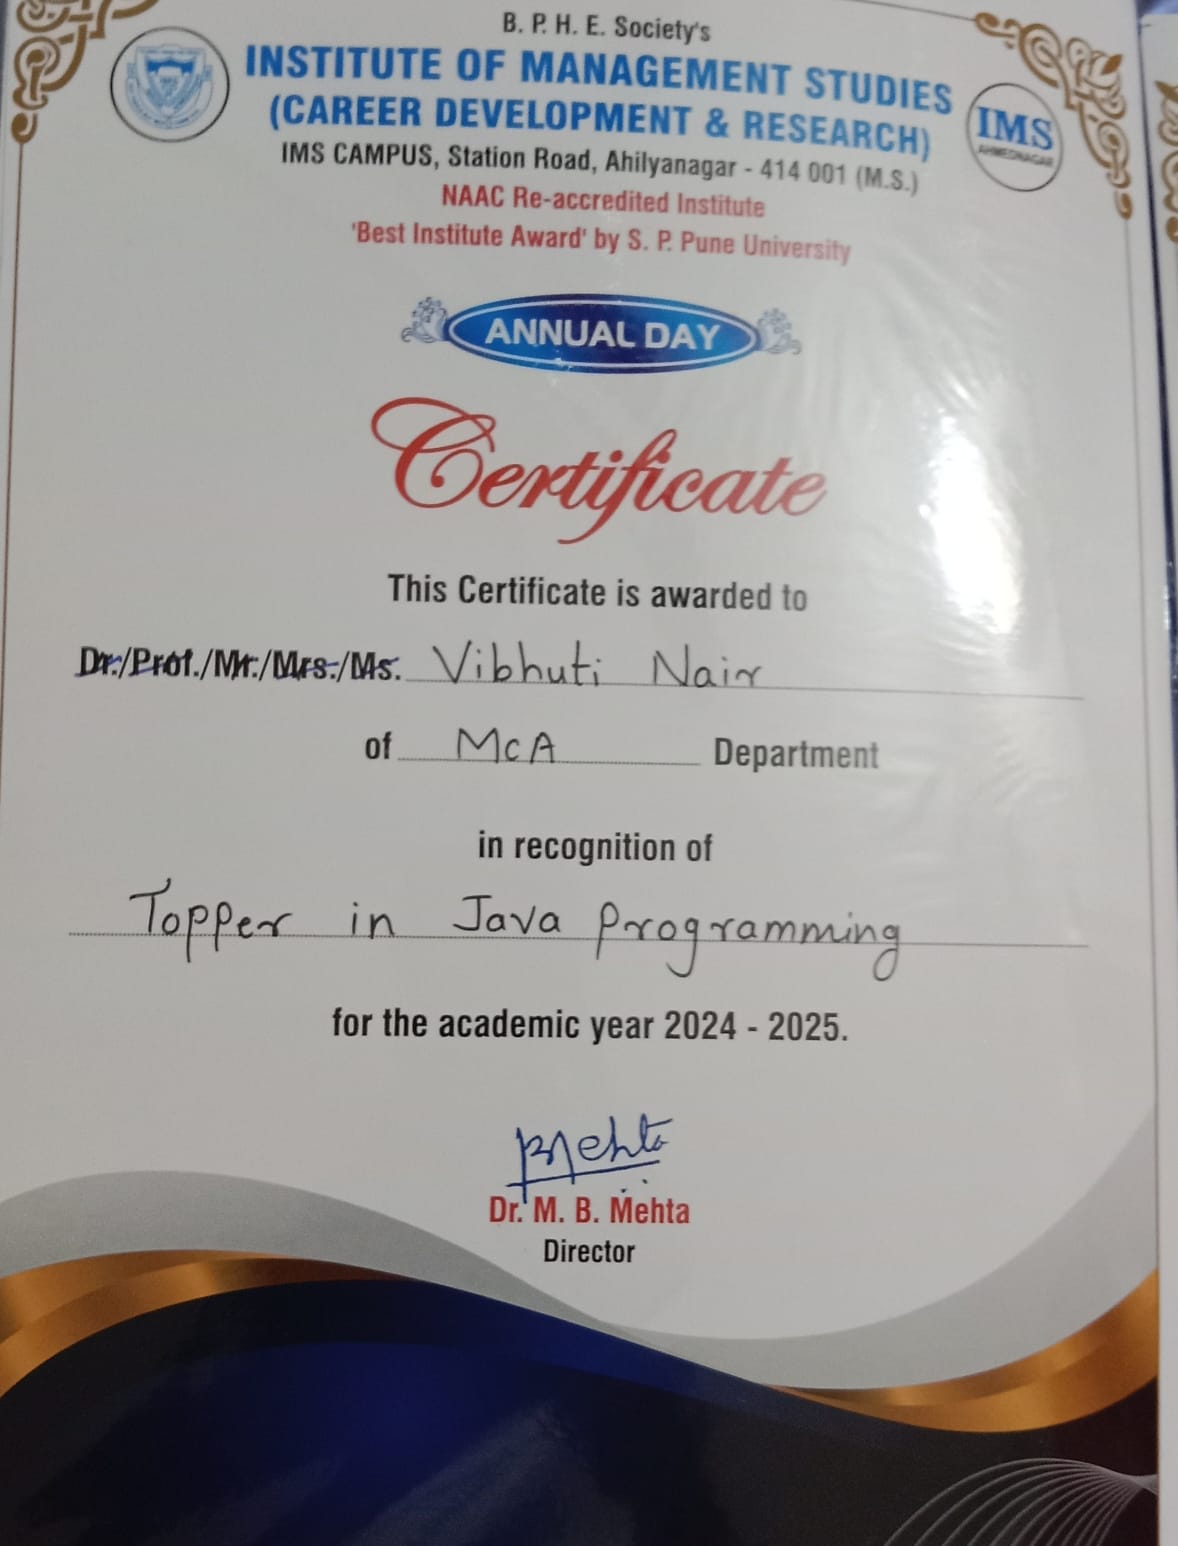 B. P. H. E. Society's
INSTITUTE OF MANAGEMENT STUDIES
(CAREER DEVELOPMENT & RESEARCH)
IMS
AHMEDNAGAR
IMS CAMPUS, Station Road, Ahilyanagar - 414 001 (M.S.)
NAAC Re-accredited Institute
'Best Institute Award' by S. P. Pune University
ANNUAL DAY
Certificate
This Certificate is awarded to
Dr./Prof./Mr./Mrs./Ms. Vibhuti Nair
of MCA Department
in recognition of
Topper in Java Programming
for the academic year 2024 - 2025.
BMehta
Dr. M. B. Mehta
Director